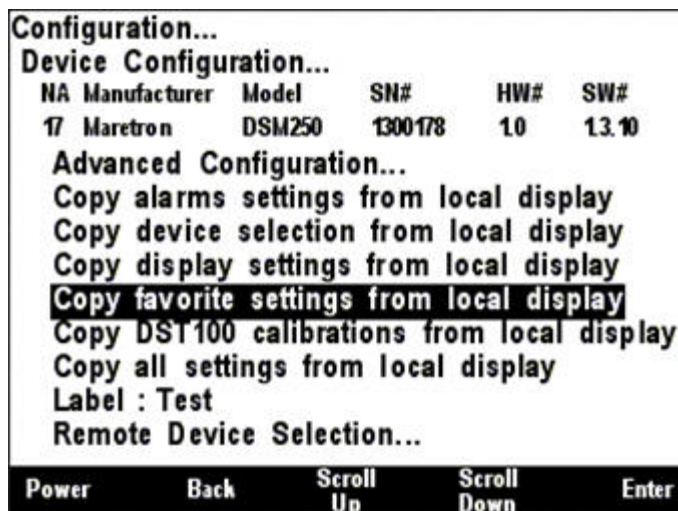 Configuration...
Device Configuration...
NA Manufacturer Model SN# HW# SW#
17 Maretron DSM250 1300178 1.0 1.3.10
Advanced Configuration...
Copy alarms settings from local display
Copy device selection from local display
Copy display settings from local display
Copy favorite settings from local display
Copy DST100 calibrations from local display
Copy all settings from local display
Label : Test
Remote Device Selection...
Power Back Scroll Up Scroll Down Enter